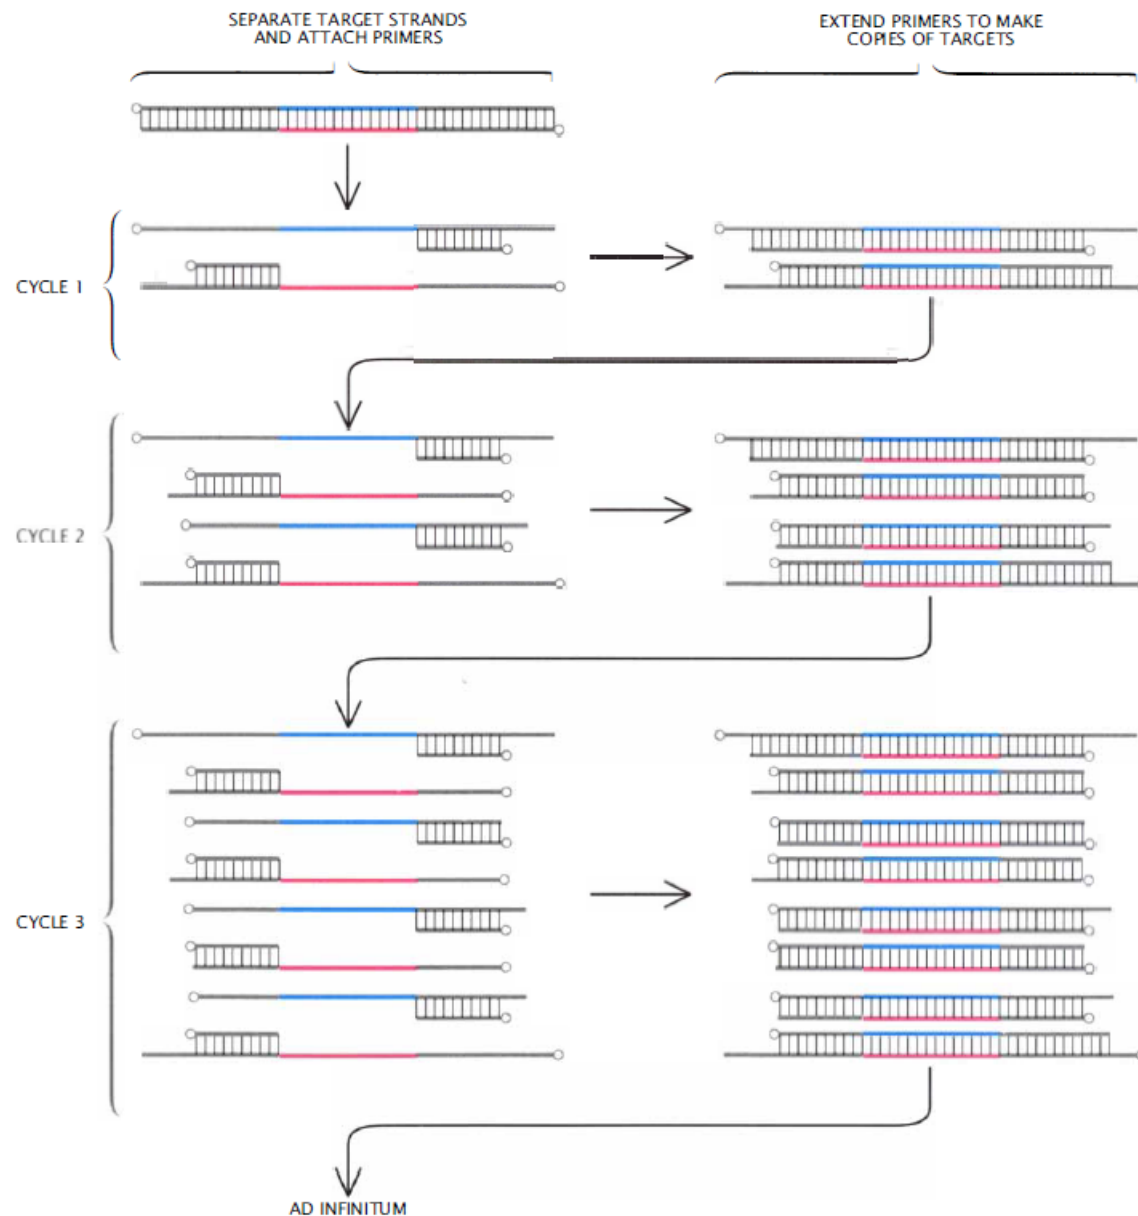 SEPARATE TARGET STRANDS
AND ATTACH PRIMERS
EXTEND PRIMERS TO MAKE
COPIES OF TARGETS
CYCLE 1
CYCLE 2
CYCLE 3
AD INFINITUM